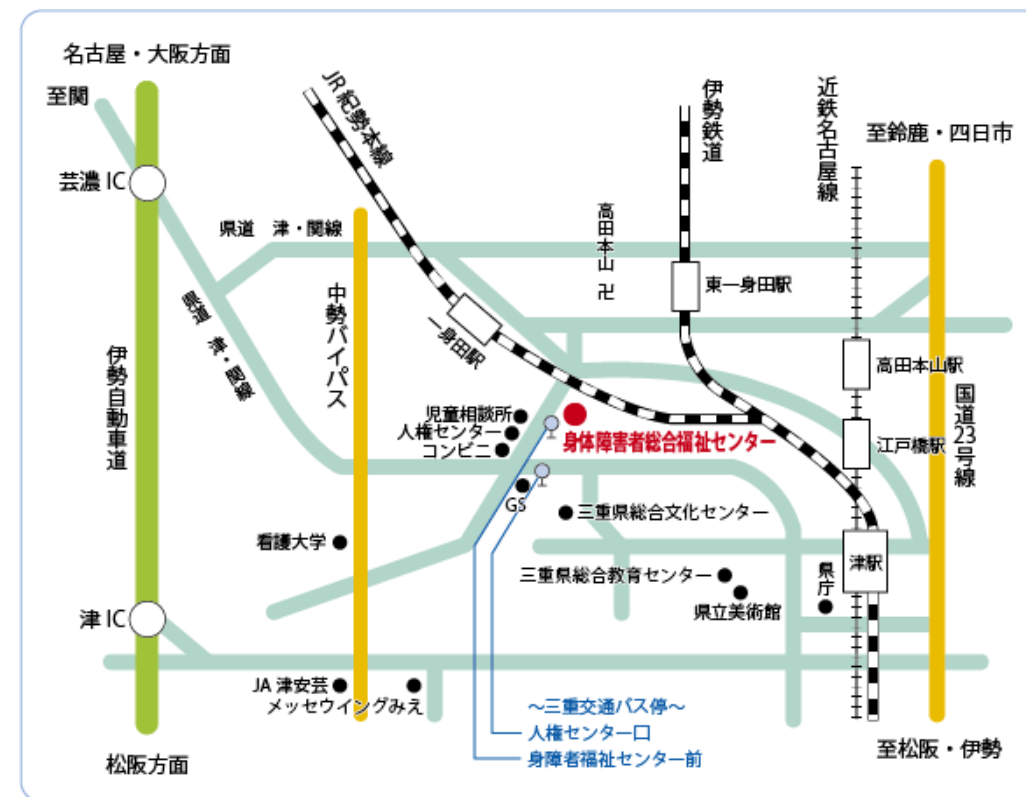 名古屋・大阪方面
至関
JR紀勢本線
伊勢鉄道
近鉄名古屋線
至鈴鹿・四日市
芸濃IC
県道　津・関線
高田本山 卍
東一身田駅
県道　津・関線
中勢バイパス
一身田駅
伊勢自動車道
高田本山駅
国道23号線
児童相談所
人権センター
コンビニ
身体障害者総合福祉センター
江戸橋駅
GS
三重県総合文化センター
看護大学
津駅
三重県総合教育センター
県庁
県立美術館
津IC
JA津安芸
メッセウイングみえ
～三重交通バス停～
人権センター口
身障者福祉センター前
松阪方面
至松阪・伊勢